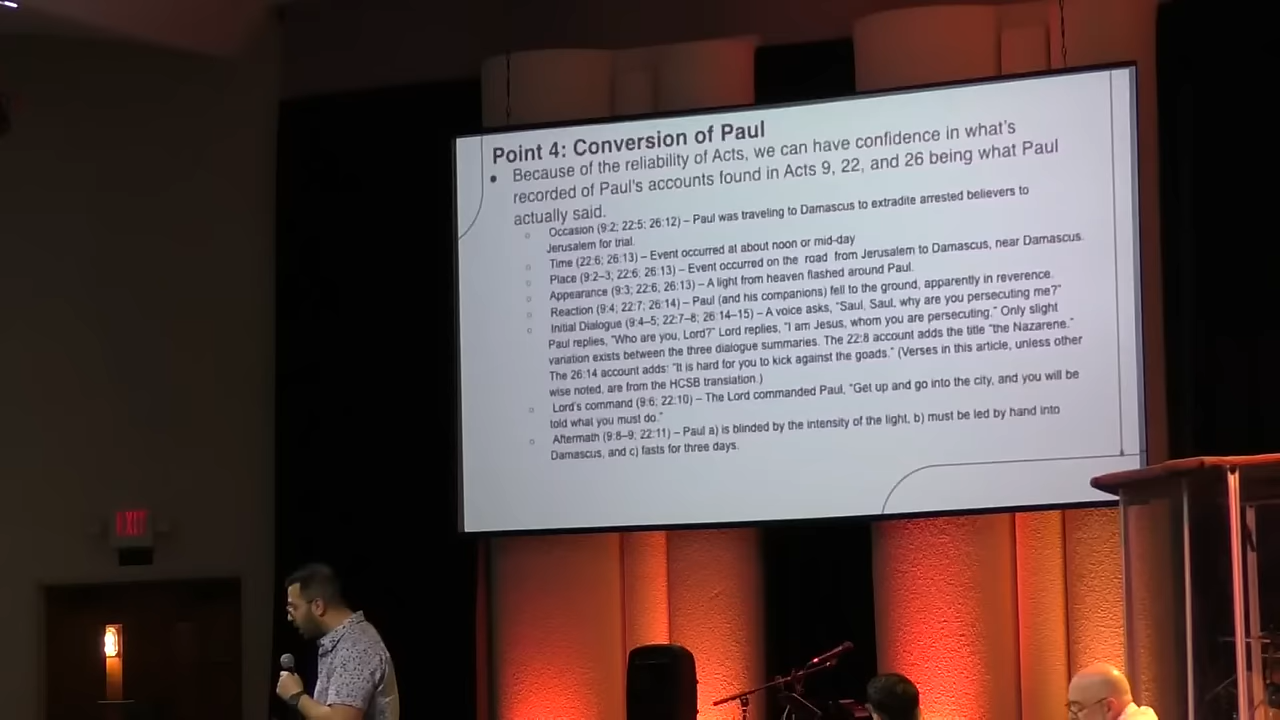 Point 4: Conversion of Paul
● Because of the reliability of Acts, we can have confidence in what's
recorded of Paul's accounts found in Acts 9, 22, and 26 being what Paul
actually said.
○ Occasion (9:2; 22:5; 26:12) – Paul was traveling to Damascus to extradite arrested believers to
Jerusalem for trial.
○ Time (22:6; 26:13) – Event occurred at about noon or mid-day
○ Place (9:2–3; 22:6; 26:13) – Event occurred on the road from Jerusalem to Damascus, near Damascus.
○ Appearance (9:3; 22:6; 26:13) – A light from heaven flashed around Paul.
○ Reaction (9:4; 22:7; 26:14) – Paul (and his companions) fell to the ground, apparently in reverence.
○ Initial Dialogue (9:4–5; 22:7–8; 26:14–15) – A voice asks, "Saul, Saul, why are you persecuting me?"
Paul replies, "Who are you, Lord?" Lord replies, "I am Jesus, whom you are persecuting." Only slight
variation exists between the three dialogue summaries. The 22:8 account adds the title "the Nazarene."
The 26:14 account adds: "It is hard for you to kick against the goads." (Verses in this article, unless other
wise noted, are from the HCSB translation.)
○ Lord's command (9:6; 22:10) – The Lord commanded Paul, "Get up and go into the city, and you will be
told what you must do."
○ Aftermath (9:8–9; 22:11) – Paul a) is blinded by the intensity of the light, b) must be led by hand into
Damascus, and c) fasts for three days.
EXIT